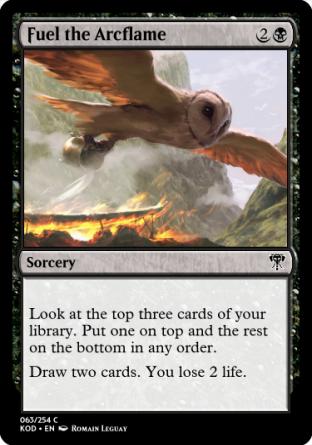 Fuel the Arcflame 2
Sorcery
Look at the top three cards of your
library. Put one on top and the rest
on the bottom in any order.
Draw two cards. You lose 2 life.
063/254 C
KOD • EN Romain Leguay